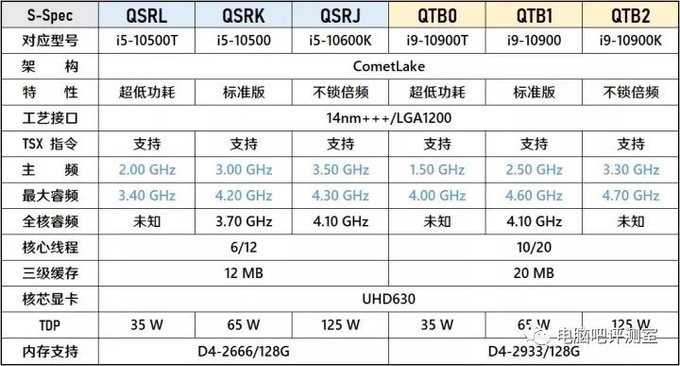 S-Spec QSRL QSRK QSRJ QTB0 QTB1 QTB2
对应型号 i5-10500T i5-10500 i5-10600K i9-10900T i9-10900 i9-10900K
架 构 CometLake
特 性 超低功耗 标准版 不锁倍频 超低功耗 标准版 不锁倍频
工艺接口 14nm+++/LGA1200
TSX 指令 支持 支持 支持 支持 支持 支持
主 频 2.00 GHz 3.00 GHz 3.50 GHz 1.50 GHz 2.50 GHz 3.30 GHz
最大睿频 3.40 GHz 4.20 GHz 4.30 GHz 4.00 GHz 4.60 GHz 4.70 GHz
全核睿频 未知 3.70 GHz 4.10 GHz 未知 4.10 GHz 未知
核心线程 6/12 10/20
三级缓存 12 MB 20 MB
核芯显卡 UHD630
TDP 35 W 65 W 125 W 35 W 65 W 125 W
内存支持 D4-2666/128G D4-2933/128G
电脑吧评测室